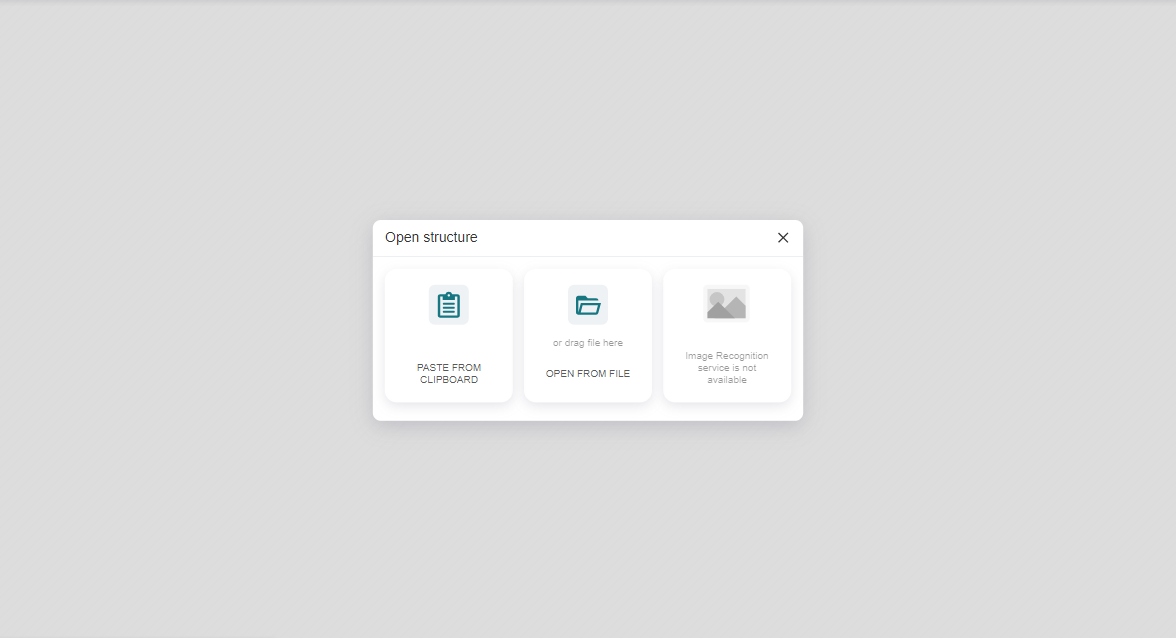 Open structure
or drag file here
PASTE FROM
CLIPBOARD
OPEN FROM FILE
Image Recognition
service is not
available